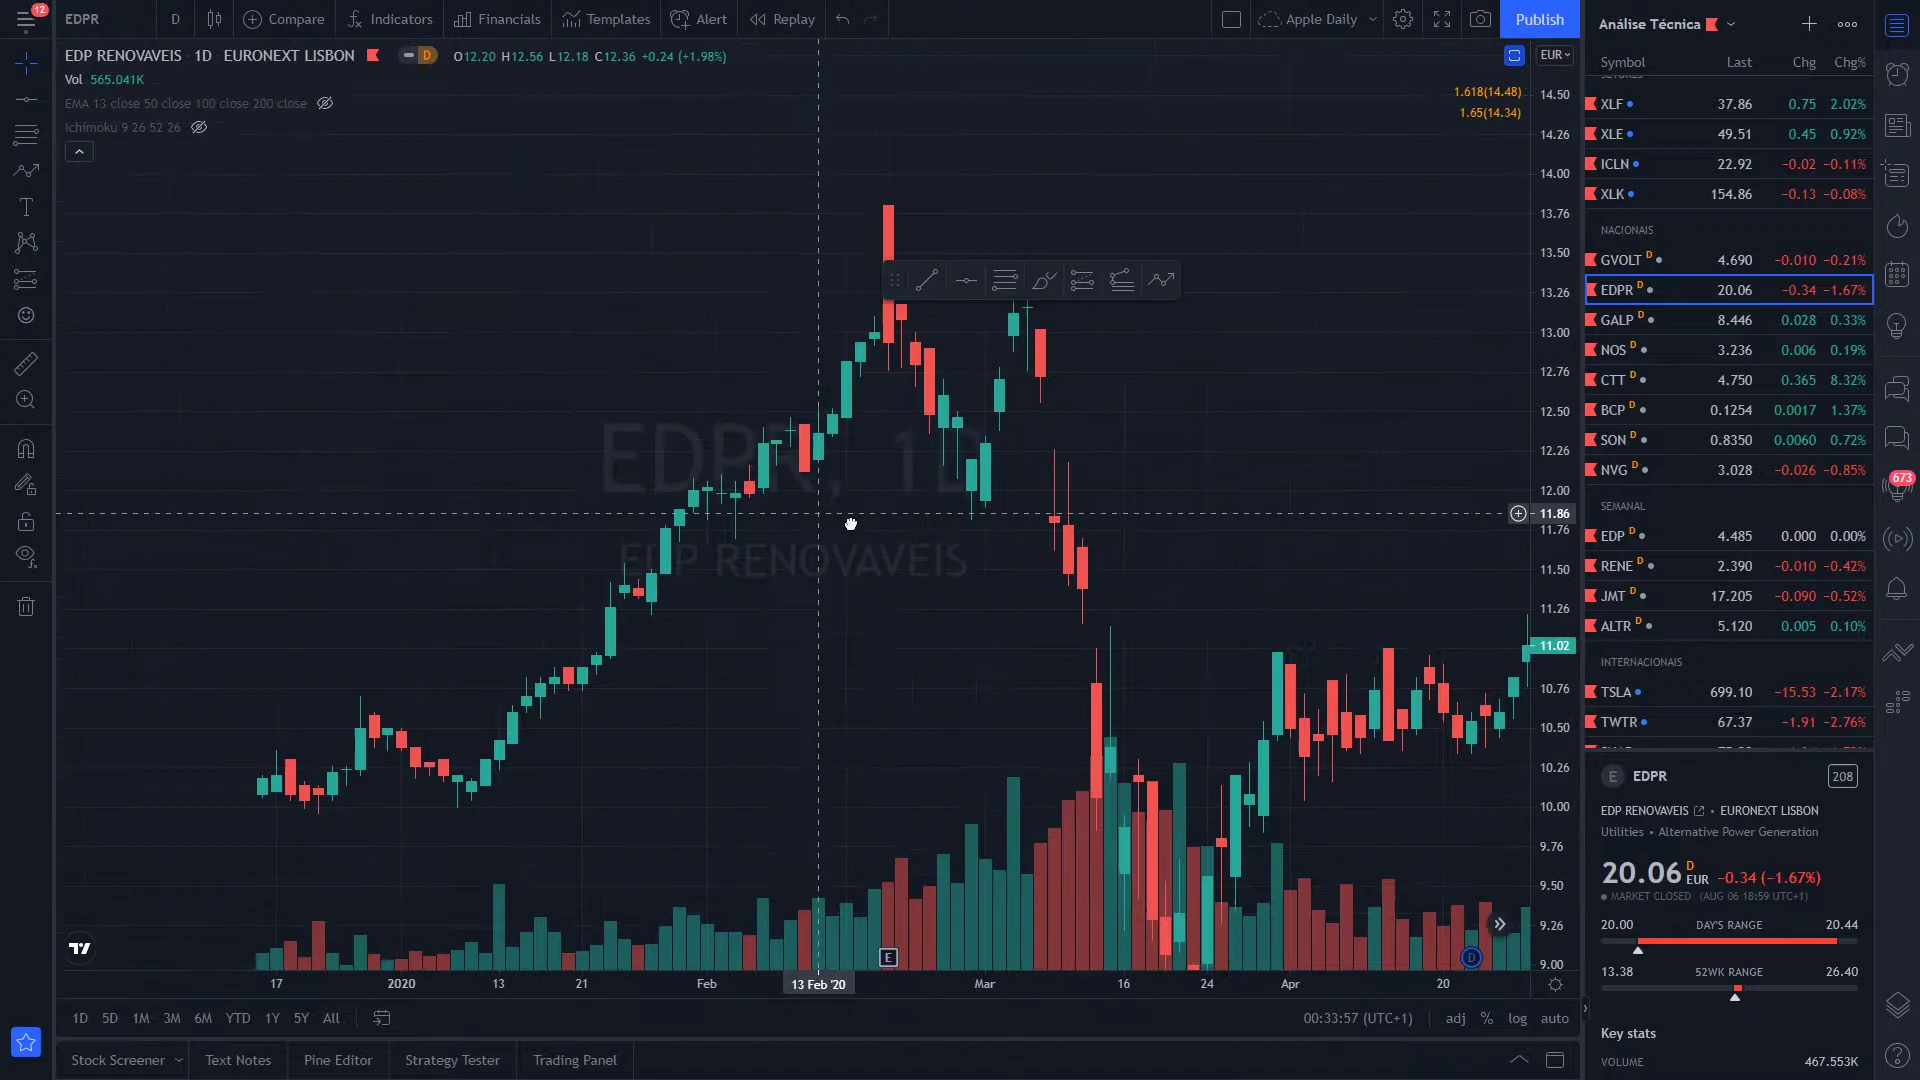 12
EDPR
D
Compare
Indicators
Financials
Templates
Alert
Replay
Apple Daily
Publish
EDP RENOVAVEIS · 1D · EURONEXT LISBON
D
O12.20 H12.56 L12.18 C12.36 +0.24 (+1.98%)
Vol 565.041K
EMA 13 close 50 close 100 close 200 close
Ichimoku 9 26 52 26
EUR
1.618(14.48)
1.65(14.34)
14.50
14.26
14.00
13.76
13.50
13.26
13.00
12.76
12.50
12.26
12.00
11.86
11.76
11.50
11.26
11.02
10.76
10.50
10.26
10.00
9.76
9.50
9.26
9.00
EDPR, 1D
EDP RENOVAVEIS
E
D
17
2020
13
21
Feb
13 Feb '20
Mar
16
24
Apr
20
1D 5D 1M 3M 6M YTD 1Y 5Y All
00:33:57 (UTC+1)
adj % log auto
Stock Screener
Text Notes
Pine Editor
Strategy Tester
Trading Panel
Análise Técnica
Symbol Last Chg Chg%
XLF 37.86 0.75 2.02%
XLE 49.51 0.45 0.92%
ICLN 22.92 −0.02 −0.11%
XLK 154.86 −0.13 −0.08%
NACIONAIS
GVOLT D 4.690 −0.010 −0.21%
EDPR D 20.06 −0.34 −1.67%
GALP D 8.446 0.028 0.33%
NOS D 3.236 0.006 0.19%
CTT D 4.750 0.365 8.32%
BCP D 0.1254 0.0017 1.37%
SON D 0.8350 0.0060 0.72%
NVG D 3.028 −0.026 −0.85%
SEMANAL
EDP D 4.485 0.000 0.00%
RENE D 2.390 −0.010 −0.42%
JMT D 17.205 −0.090 −0.52%
ALTR D 5.120 0.005 0.10%
INTERNACIONAIS
TSLA 699.10 −15.53 −2.17%
TWTR 67.37 −1.91 −2.76%
E EDPR 208
EDP RENOVAVEIS · EURONEXT LISBON
Utilities · Alternative Power Generation
20.06 D EUR −0.34 (−1.67%)
MARKET CLOSED (AUG 06 18:59 UTC+1)
20.00 DAY'S RANGE 20.44
13.38 52WK RANGE 26.40
Key stats
VOLUME 467.553K
673